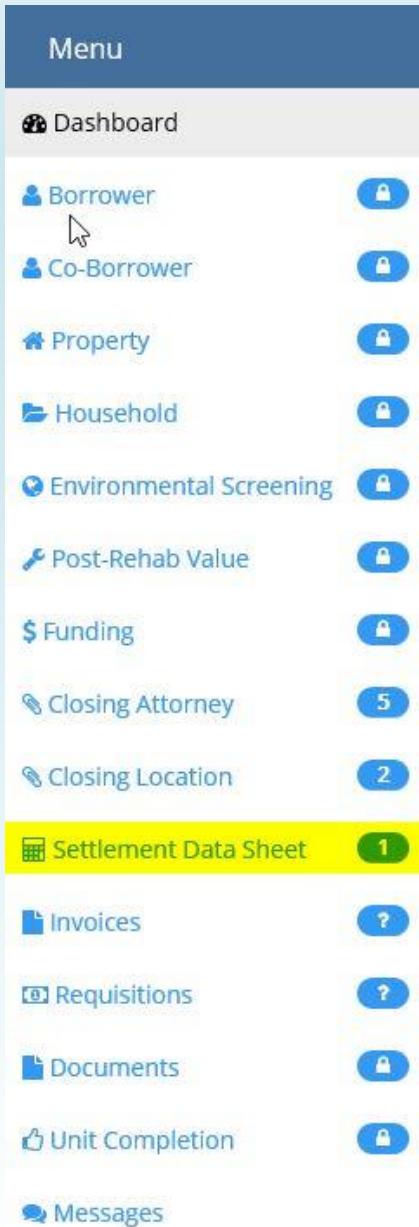 Menu
Dashboard
Borrower
Co-Borrower
Property
Household
Environmental Screening
Post-Rehab Value
$ Funding
Closing Attorney 5
Closing Location 2
Settlement Data Sheet 1
Invoices ?
Requisitions ?
Documents
Unit Completion
Messages